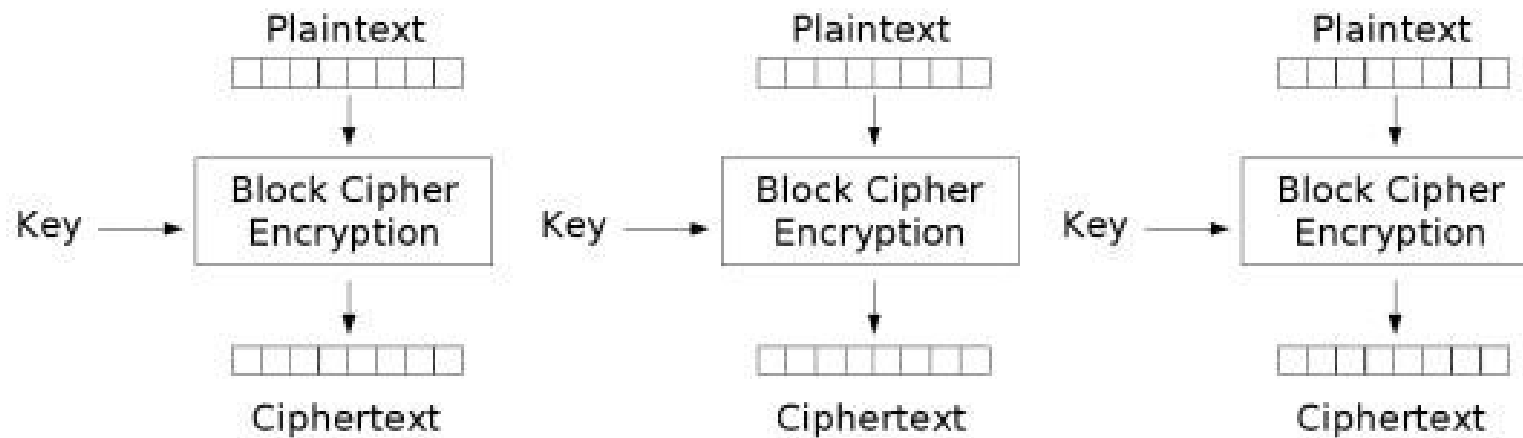 Plaintext
Plaintext
Plaintext
Key
Block Cipher
Encryption
Key
Block Cipher
Encryption
Key
Block Cipher
Encryption
Ciphertext
Ciphertext
Ciphertext